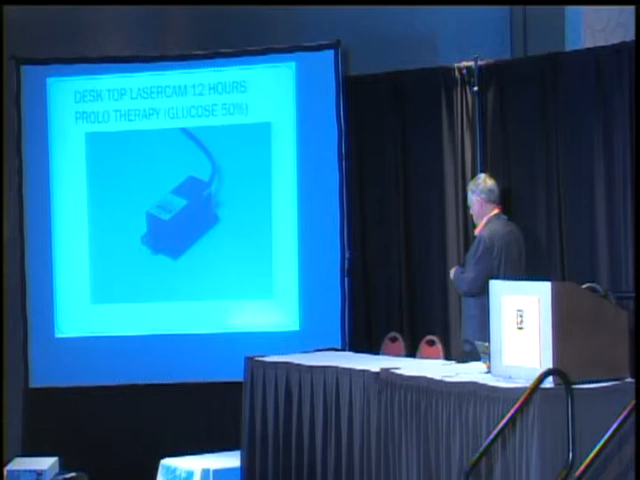 DESK TOP LASERCAM 12 HOURS
PROLO THERAPY (GLUCOSE 50%)